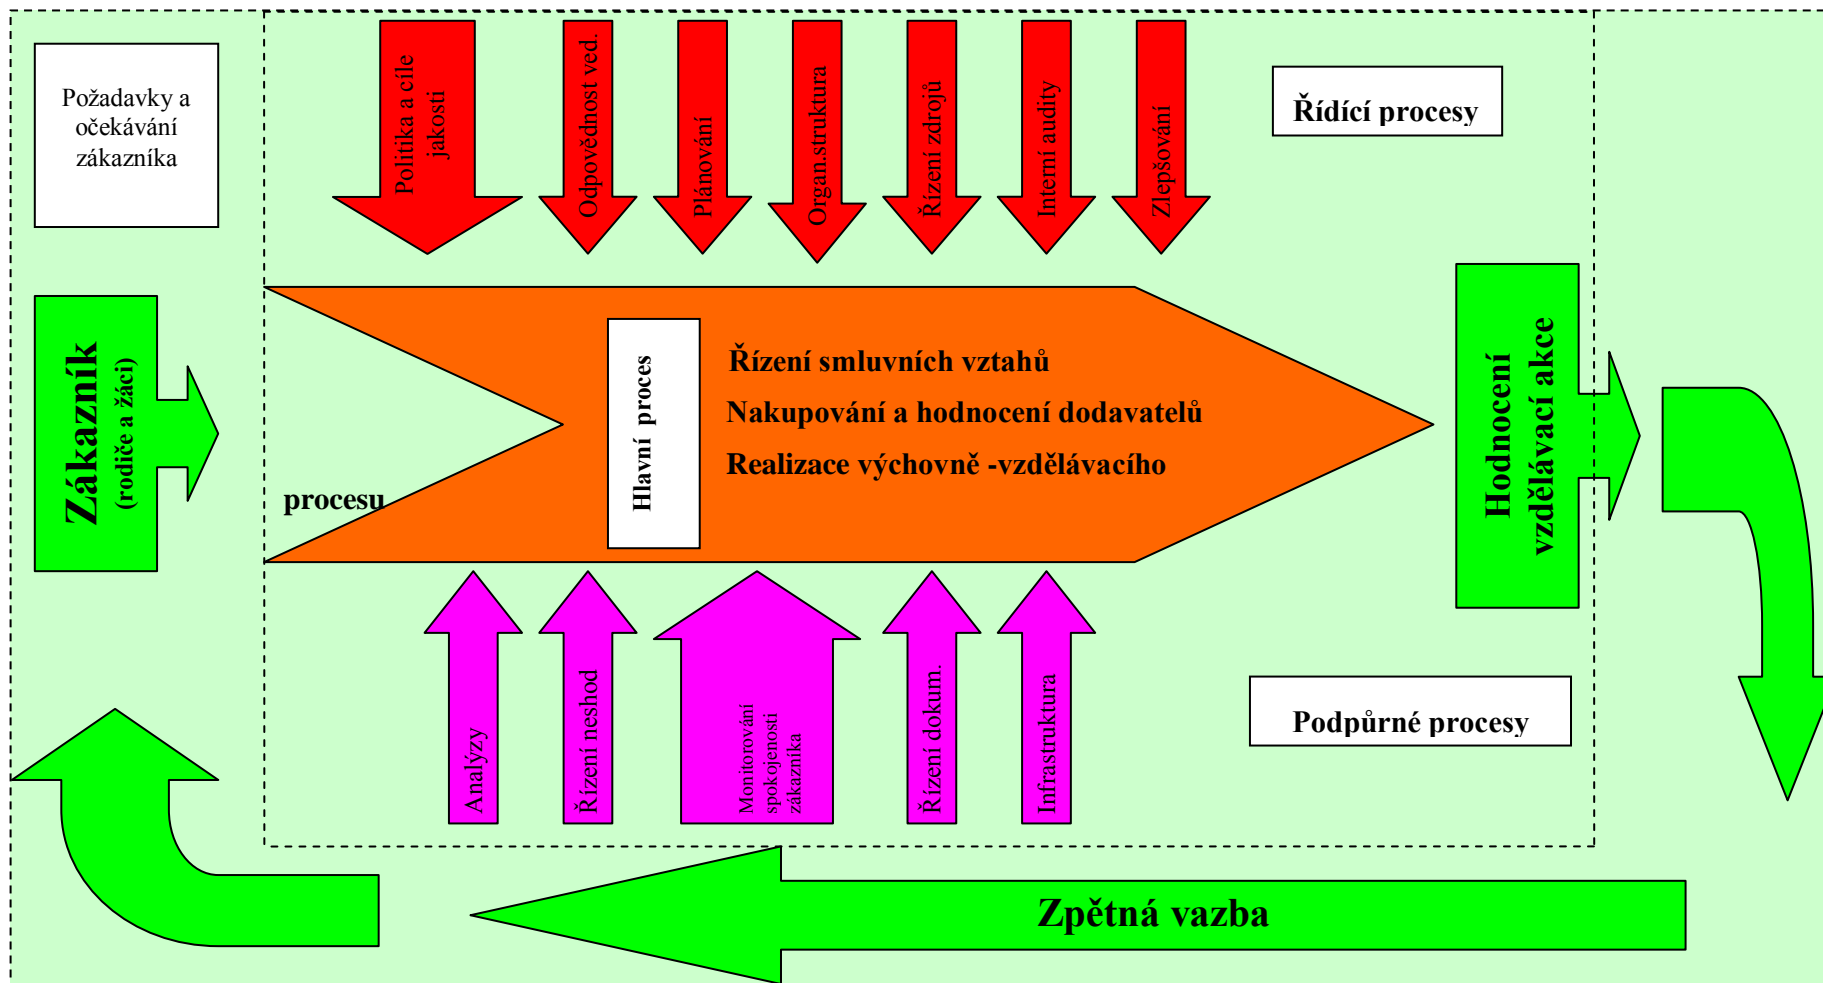 Požadavky a
očekávání
zákazníka
Politika a cíle
jakosti
Odpovědnost ved.
Plánování
Organ.struktura
Řízení zdrojů
Interní audity
Zlepšování
Řídící procesy
Zákazník
(rodiče a žáci)
Hlavní proces
Řízení smluvních vztahů
Nakupování a hodnocení dodavatelů
Realizace výchovně -vzdělávacího
procesu
Hodnocení
vzdělávací akce
Analýzy
Řízení neshod
Monitorování
spokojenosti
zákazníka
Řízení dokum.
Infrastruktura
Podpůrné procesy
Zpětná vazba